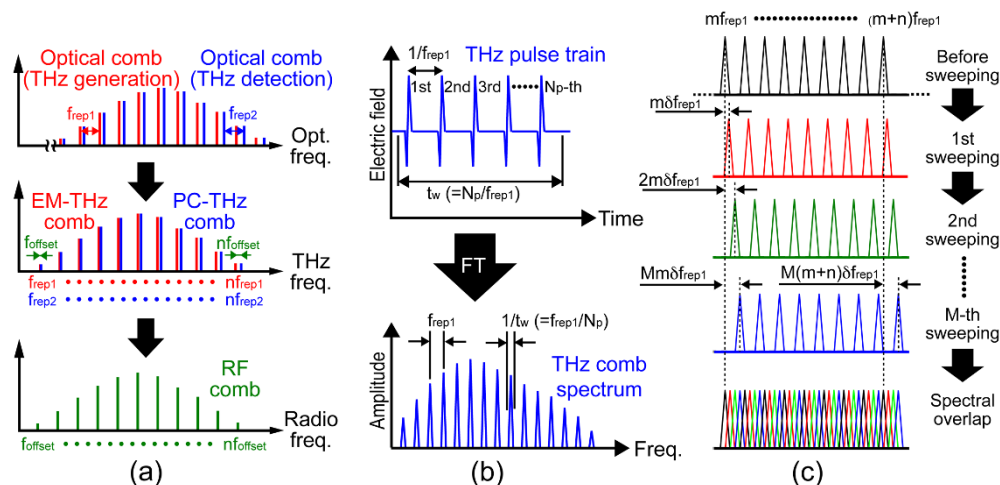 Optical comb
(THz generation)
Optical comb
(THz detection)
frep1
frep2
Opt.
freq.
EM-THz
comb
PC-THz
comb
foffset
nfoffset
THz
freq.
frep1
nfrep1
frep2
nfrep2
RF
comb
Radio
freq.
foffset
nfoffset
(a)
1/frep1
THz pulse train
1st 2nd 3rd Np-th
Electric field
tw (=Np/frep1)
Time
FT
frep1
1/tw (=frep1/Np)
THz comb
spectrum
Amplitude
Freq.
(b)
mfrep1 (m+n)frep1
Before
sweeping
mδfrep1
1st
sweeping
2mδfrep1
2nd
sweeping
Mmδfrep1
M(m+n)δfrep1
M-th
sweeping
Spectral
overlap
(c)